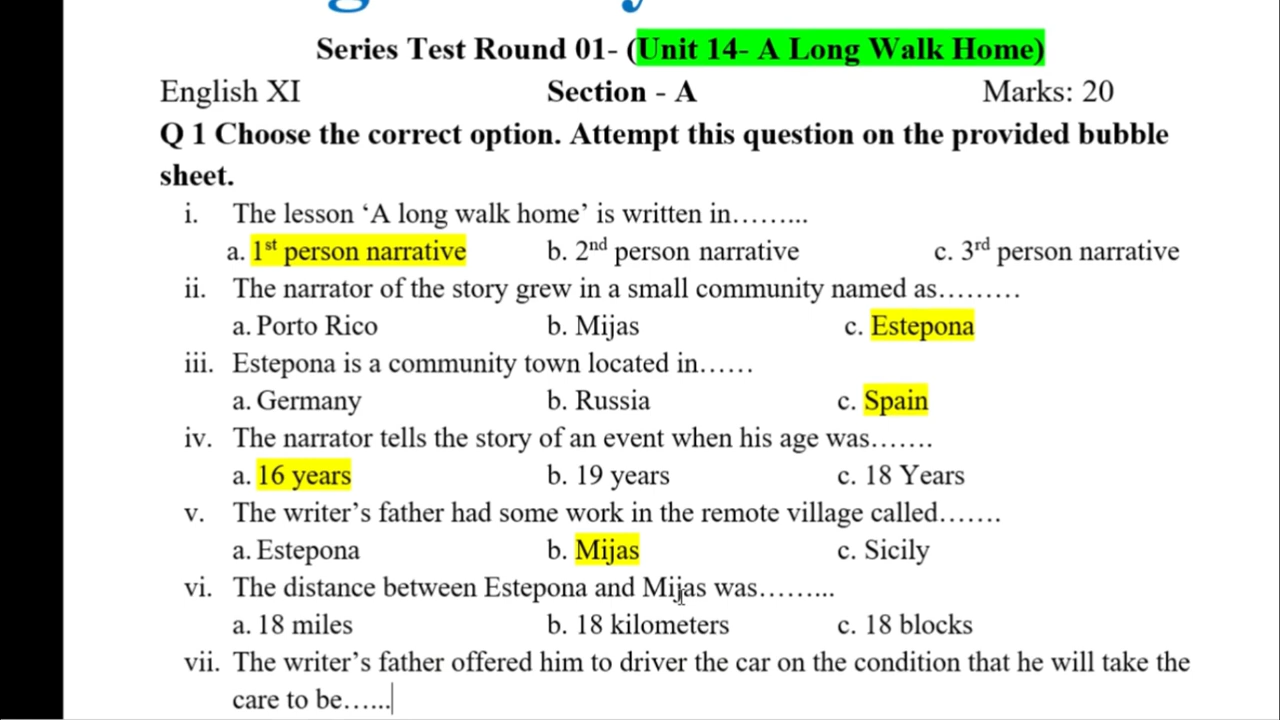 Series Test Round 01- (Unit 14- A Long Walk Home)
English XI Section - A Marks: 20
Q 1 Choose the correct option. Attempt this question on the provided bubble
sheet.
i. The lesson ‘A long walk home’ is written in……...
a. 1st person narrative b. 2nd person narrative c. 3rd person narrative
ii. The narrator of the story grew in a small community named as………
a. Porto Rico b. Mijas c. Estepona
iii. Estepona is a community town located in……
a. Germany b. Russia c. Spain
iv. The narrator tells the story of an event when his age was…….
a. 16 years b. 19 years c. 18 Years
v. The writer’s father had some work in the remote village called…….
a. Estepona b. Mijas c. Sicily
vi. The distance between Estepona and Mijas was……...
a. 18 miles b. 18 kilometers c. 18 blocks
vii. The writer’s father offered him to driver the car on the condition that he will take the
care to be…...